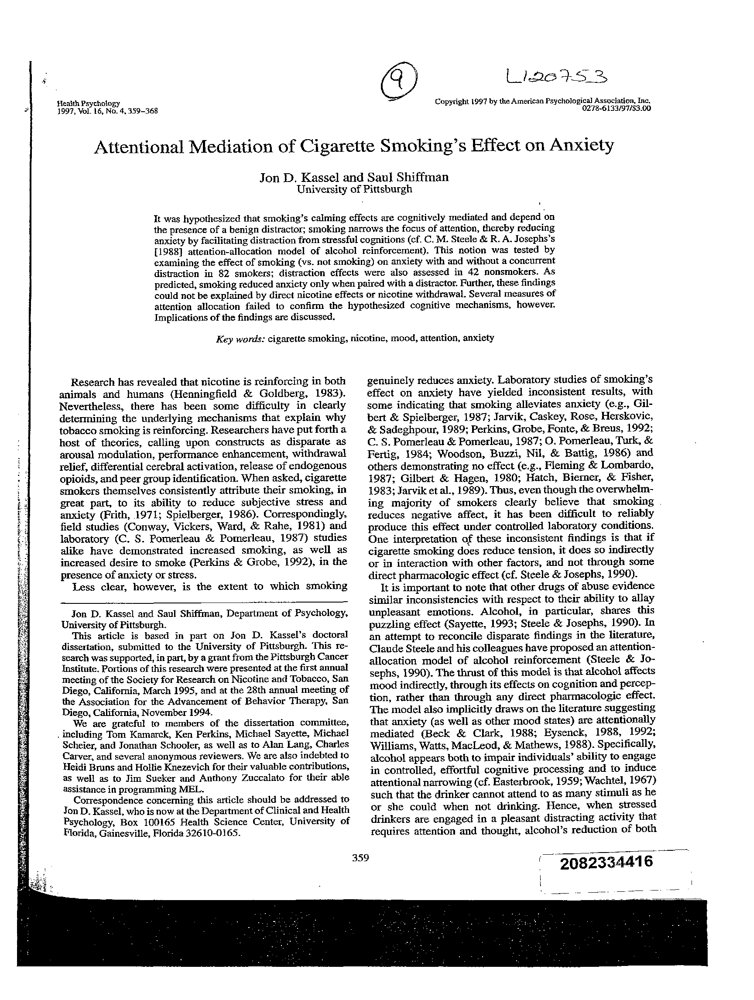 9
L120753
Health Psychology
1997, Vol. 16, No. 4, 359-368
Copyright 1997 by the American Psychological Association, Inc.
0278-6133/97/$3.00
Attentional Mediation of Cigarette Smoking's Effect on Anxiety
Jon D. Kassel and Saul Shiffman
University of Pittsburgh
It was hypothesized that smoking's calming effects are cognitively mediated and depend on
the presence of a benign distractor; smoking narrows the focus of attention, thereby reducing
anxiety by facilitating distraction from stressful cognitions (cf. C. M. Steele & R. A. Josephs's
[1988] attention-allocation model of alcohol reinforcement). This notion was tested by
examining the effect of smoking (vs. not smoking) on anxiety with and without a concurrent
distraction in 82 smokers; distraction effects were also assessed in 42 nonsmokers. As
predicted, smoking reduced anxiety only when paired with a distractor. Further, these findings
could not be explained by direct nicotine effects or nicotine withdrawal. Several measures of
attention allocation failed to confirm the hypothesized cognitive mechanisms, however.
Implications of the findings are discussed.
Key words: cigarette smoking, nicotine, mood, attention, anxiety
Research has revealed that nicotine is reinforcing in both
animals and humans (Henningfield & Goldberg, 1983).
Nevertheless, there has been some difficulty in clearly
determining the underlying mechanisms that explain why
tobacco smoking is reinforcing. Researchers have put forth a
host of theories, calling upon constructs as disparate as
arousal modulation, performance enhancement, withdrawal
relief, differential cerebral activation, release of endogenous
opioids, and peer group identification. When asked, cigarette
smokers themselves consistently attribute their smoking, in
great part, to its ability to reduce subjective stress and
anxiety (Frith, 1971; Spielberger, 1986). Correspondingly,
field studies (Conway, Vickers, Ward, & Rahe, 1981) and
laboratory (C. S. Pomerleau & Pomerleau, 1987) studies
alike have demonstrated increased smoking, as well as
increased desire to smoke (Perkins & Grobe, 1992), in the
presence of anxiety or stress.
Less clear, however, is the extent to which smoking
Jon D. Kassel and Saul Shiffman, Department of Psychology,
University of Pittsburgh.
This article is based in part on Jon D. Kassel's doctoral
dissertation, submitted to the University of Pittsburgh. This re-
search was supported, in part, by a grant from the Pittsburgh Cancer
Institute. Portions of this research were presented at the first annual
meeting of the Society for Research on Nicotine and Tobacco, San
Diego, California, March 1995, and at the 28th annual meeting of
the Association for the Advancement of Behavior Therapy, San
Diego, California, November 1994.
We are grateful to members of the dissertation committee,
including Tom Kamarck, Ken Perkins, Michael Sayette, Michael
Scheier, and Jonathan Schooler, as well as to Alan Lang, Charles
Carver, and several anonymous reviewers. We are also indebted to
Heidi Bruns and Hollie Knezevich for their valuable contributions,
as well as to Jim Sueker and Anthony Zuccalato for their able
assistance in programming MEL.
Correspondence concerning this article should be addressed to
Jon D. Kassel, who is now at the Department of Clinical and Health
Psychology, Box 100165 Health Science Center, University of
Florida, Gainesville, Florida 32610-0165.
genuinely reduces anxiety. Laboratory studies of smoking's
effect on anxiety have yielded inconsistent results, with
some indicating that smoking alleviates anxiety (e.g., Gil-
bert & Spielberger, 1987; Jarvik, Caskey, Rose, Herskovic,
& Sadeghpour, 1989; Perkins, Grobe, Fonte, & Breus, 1992;
C. S. Pomerleau & Pomerleau, 1987; O. Pomerleau, Turk, &
Fertig, 1984; Woodson, Buzzi, Nil, & Battig, 1986) and
others demonstrating no effect (e.g., Fleming & Lombardo,
1987; Gilbert & Hagen, 1980; Hatch, Bierner, & Fisher,
1983; Jarvik et al., 1989). Thus, even though the overwhelm-
ing majority of smokers clearly believe that smoking
reduces negative affect, it has been difficult to reliably
produce this effect under controlled laboratory conditions.
One interpretation of these inconsistent findings is that if
cigarette smoking does reduce tension, it does so indirectly
or in interaction with other factors, and not through some
direct pharmacologic effect (cf. Steele & Josephs, 1990).
It is important to note that other drugs of abuse evidence
similar inconsistencies with respect to their ability to allay
unpleasant emotions. Alcohol, in particular, shares this
puzzling effect (Sayette, 1993; Steele & Josephs, 1990). In
an attempt to reconcile disparate findings in the literature,
Claude Steele and his colleagues have proposed an attention-
allocation model of alcohol reinforcement (Steele & Jo-
sephs, 1990). The thrust of this model is that alcohol affects
mood indirectly, through its effects on cognition and percep-
tion, rather than through any direct pharmacologic effect.
The model also implicitly draws on the literature suggesting
that anxiety (as well as other mood states) are attentionally
mediated (Beck & Clark, 1988; Eysenck, 1988, 1992;
Williams, Watts, MacLeod, & Mathews, 1988). Specifically,
alcohol appears both to impair individuals' ability to engage
in controlled, effortful cognitive processing and to induce
attentional narrowing (cf. Easterbrook, 1959; Wachtel, 1967)
such that the drinker cannot attend to as many stimuli as he
or she could when not drinking. Hence, when stressed
drinkers are engaged in a pleasant distracting activity that
requires attention and thought, alcohol's reduction of both
359
2082334416